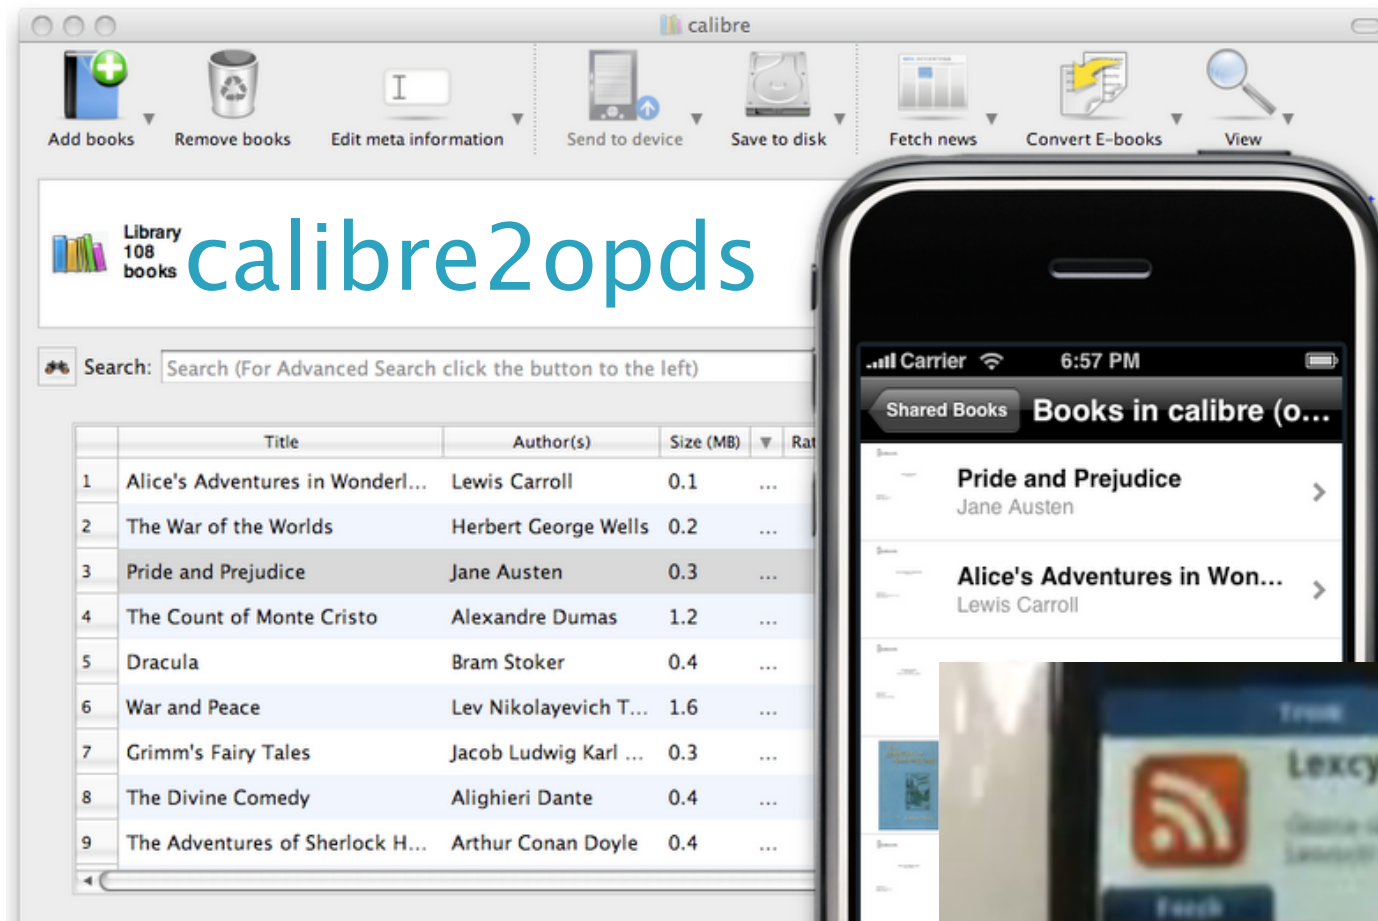 calibre
Add books
Remove books
Edit meta information
Send to device
Save to disk
Fetch news
Convert E-books
View
Library
108
books
calibre2opds
Search: Search (For Advanced Search click the button to the left)
Title Author(s) Size (MB) Rat
1 Alice's Adventures in Wonderl... Lewis Carroll 0.1 ...
2 The War of the Worlds Herbert George Wells 0.2 ...
3 Pride and Prejudice Jane Austen 0.3 ...
4 The Count of Monte Cristo Alexandre Dumas 1.2 ...
5 Dracula Bram Stoker 0.4 ...
6 War and Peace Lev Nikolayevich T... 1.6 ...
7 Grimm's Fairy Tales Jacob Ludwig Karl ... 0.3 ...
8 The Divine Comedy Alighieri Dante 0.4 ...
9 The Adventures of Sherlock H... Arthur Conan Doyle 0.4 ...
Carrier 6:57 PM
Shared Books Books in calibre (o...
Pride and Prejudice
Jane Austen
Alice's Adventures in Won...
Lewis Carroll
Lexcy